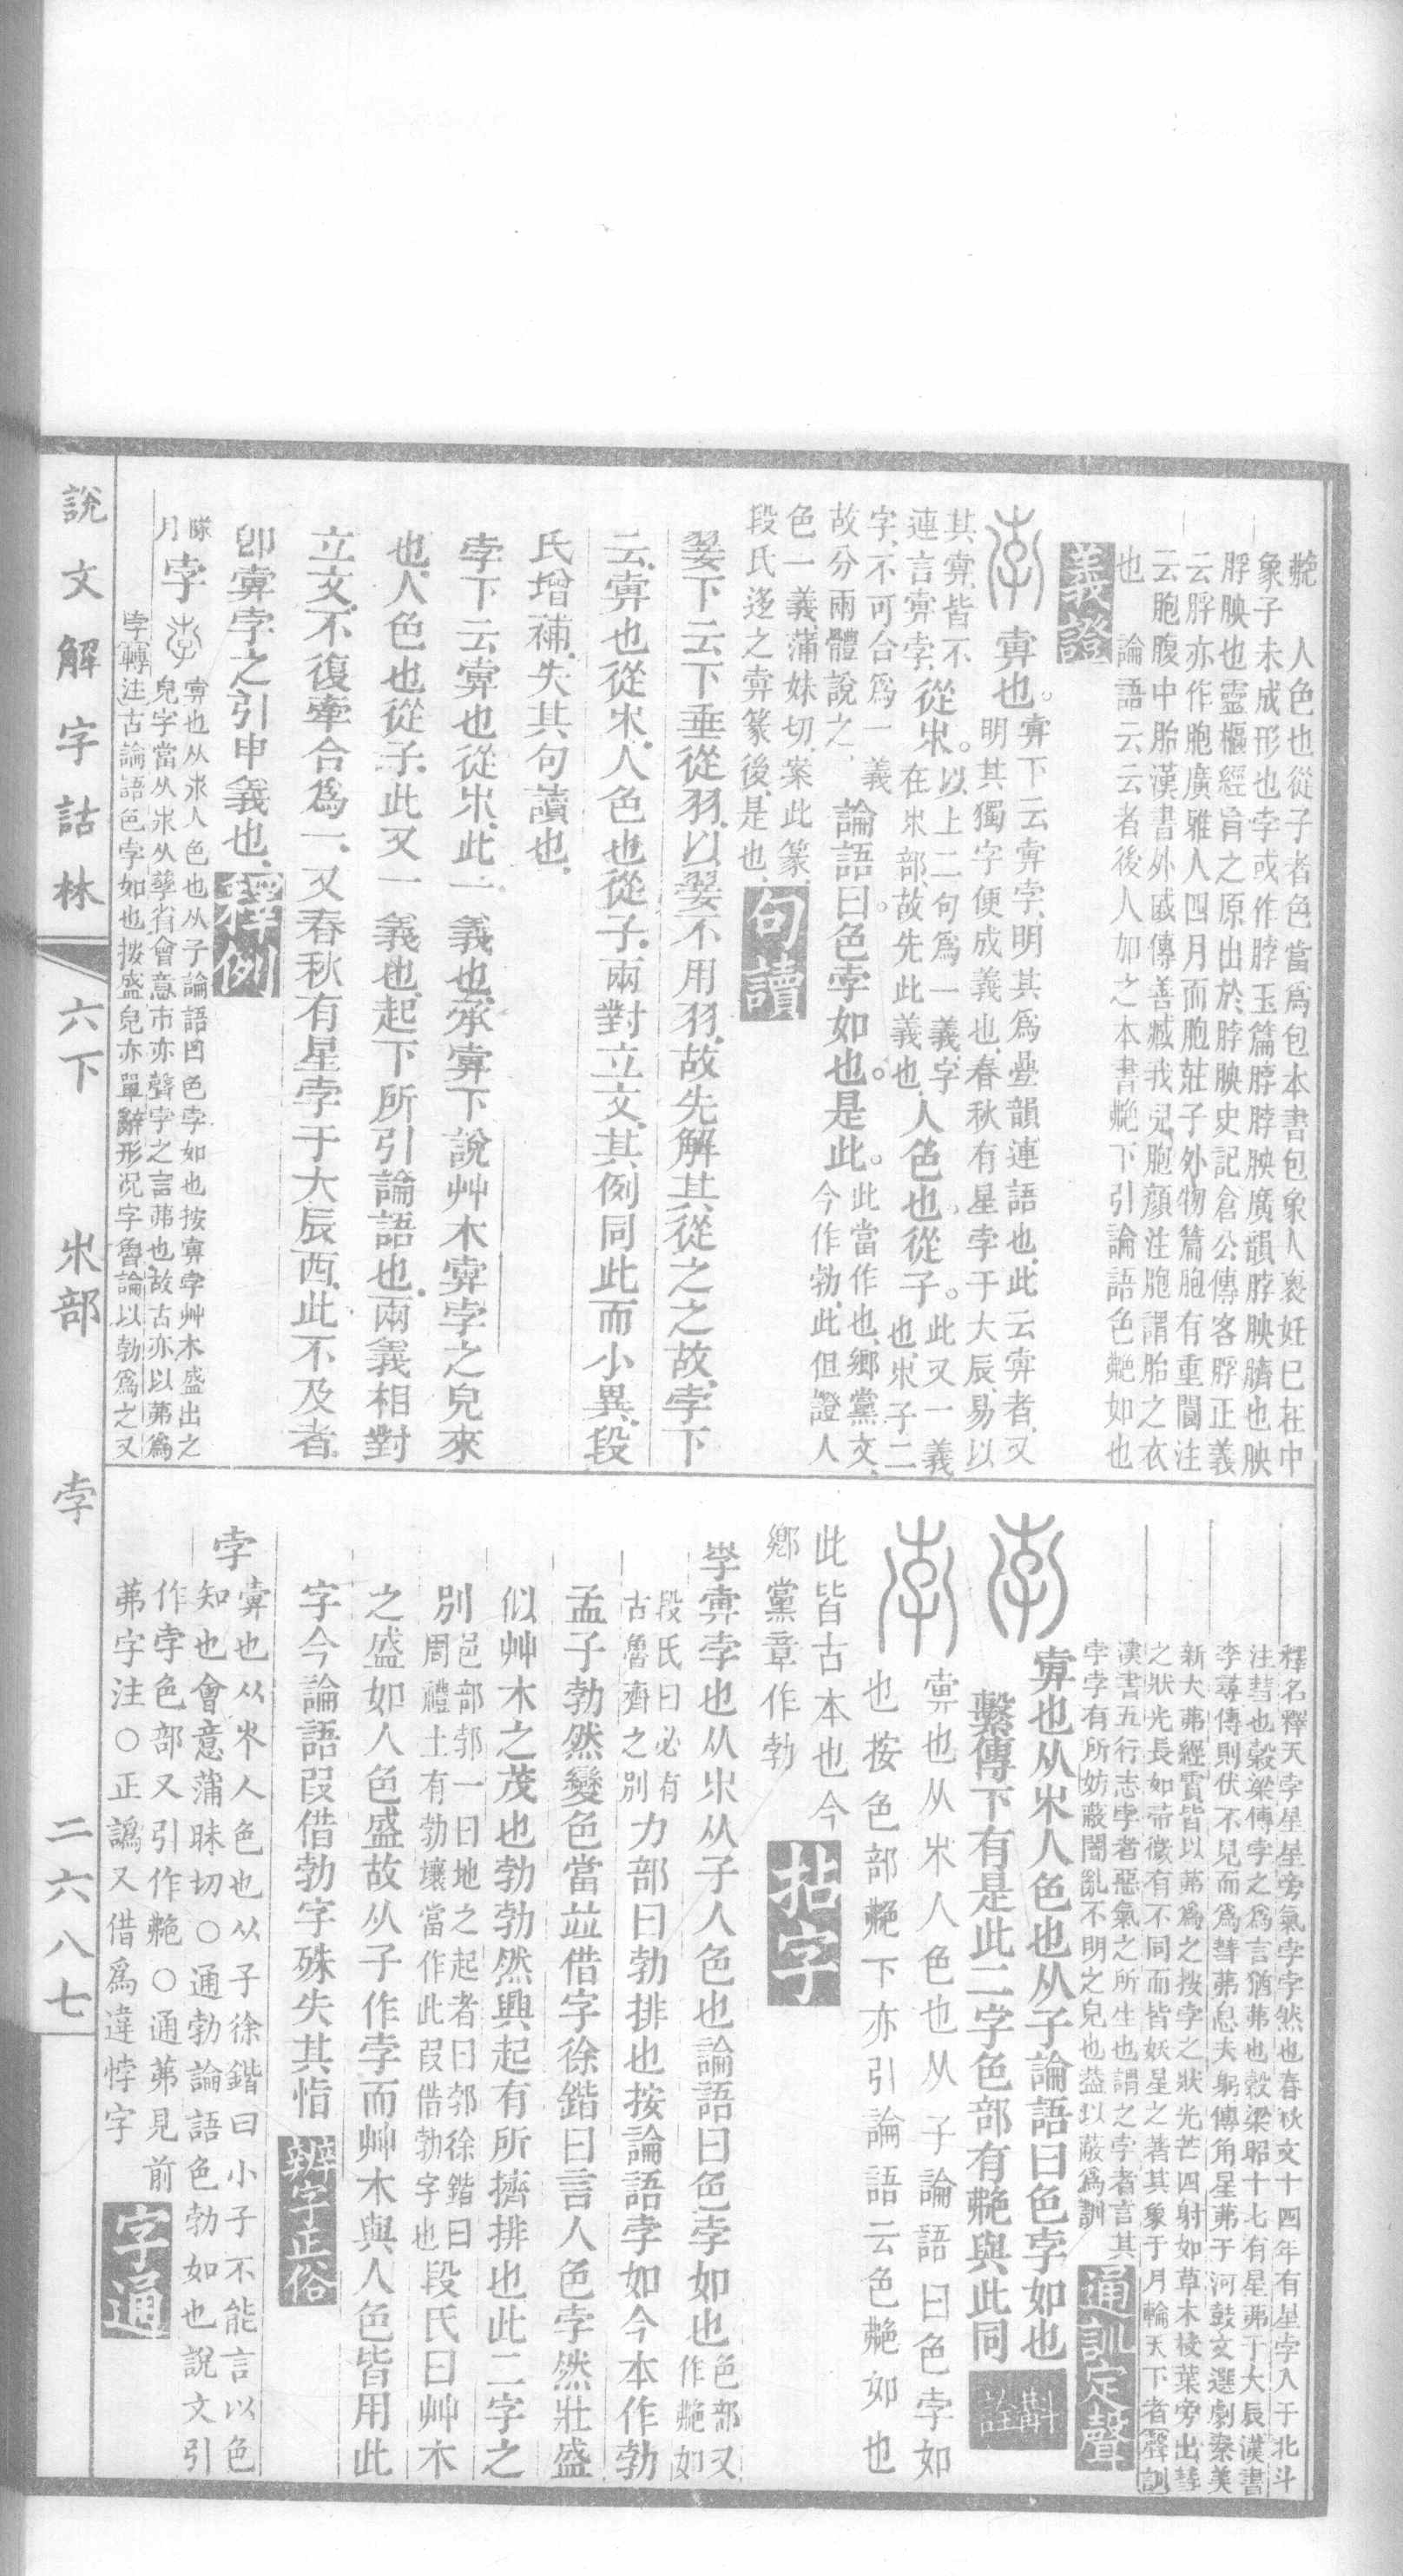 艴　人色也從子者色當爲包本書包象人裹妊巳在中
象子未成形也孛或作脖玉篇脖脖胦廣韻脖胦臍也胦
脖胦也靈樞經肓之原出於脖胦史記倉公傳客脬正義
云脬亦作胞廣雅人四月而胞莊子外物篇胞有重閬注
云胞腹中胎漢書外戚傳善臧我兒胞顏注胞謂胎之衣
也　論語云云者後人加之本書艴下引論語色艴如也
義證
孛㔒也。㔒下云㔒孛明其爲疊韻連語也此云㔒者又
明其獨字便成義也春秋有星孛于大辰易以
其㔒皆不
連言㔒孛從𣎵。以上二句爲一義字
在𣎵部故先此義也人色也從子。此又一義
也𣎵子二
字不可合爲一義
故分兩體說之論語曰。色孛如也。是此。此當作也鄉黨文
今作勃此但證人
色一義蒲妹切案此篆
段氏迻之㔒篆後是也句讀
翣下云下垂從羽以翣不用羽故先解其從之之故孛下
云㔒也從𣎵人色也從子兩對立文其例同此而小異段
氏增補失其句讀也
孛下云㔒也從𣎵此一義也承㔒下說艸木㔒孛之皃來
也人色也從子此又一義也起下所引論語也兩義相對
立文不復牽合爲一又春秋有星孛于大辰西此不及者
卽㔒孛之引申義也釋例
隊月
孛㔒也从𣎵人色也从子論語曰色孛如也按㔒孛艸木盛出之
皃字當从𣎵从孳省會意市亦聲孛之言茀也故古亦以茀爲
孛轉注古論語色孛如也按盛皃亦單辭形況字魯論以勃爲之又
釋名釋天孛星星旁氣孛孛然也春秋文十四年有星孛入于北斗
注彗也穀梁傳孛之爲言猶茀也穀梁昭十七有星茀于大辰漢書
李尋傳則伏不見而爲彗茀息夫躬傳角星茀于河鼓文選劇秦美
新大茀經霣皆以茀爲之按孛之狀光芒四射如草木枝葉旁出彗
之狀光長如帚微有不同而皆妖星之著其象于月輪天下者聲訓
漢書五行志孛者惡氣之所生也謂之孛者言其
孛孛有所妨蔽闇亂不明之皃也葢以蔽爲訓通訓定聲
孛㔒也从𣎵人色也从子論語曰色孛如也
繫傳下有是此二字色部有艴與此同斠詮
孛㔒也从𣎵人色也从子論語曰色孛如
也按色部艴下亦引論語云色艴如也
此皆古本也今
鄉黨章作勃拈字
孛㔒孛也从𣎵从子人色也論語曰色孛如也色部又
作艴如
段氏曰必有
古魯齊之別力部曰勃排也按論語孛如今本作勃
孟子勃然變色當並借字徐鍇曰言人色孛然壯盛
似艸木之茂也勃勃然興起有所擠排也此二字之
別邑部郣一曰地之起者曰郣徐鍇曰
周禮土有勃壤當作此叚借勃字也段氏曰艸木
之盛如人色盛故从子作孛而艸木與人色皆用此
字今論語叚借勃字殊失其恉辨字正俗
孛㔒也从𣎵人色也从子徐鍇曰小子不能言以色
知也會意蒲昧切○通勃論語色勃如也說文引
作孛色部又引作艴○通茀見前
茀字注○正譌又借爲違悖字字通
說文解字詁林　六下　𣎵部　孛　二六八七